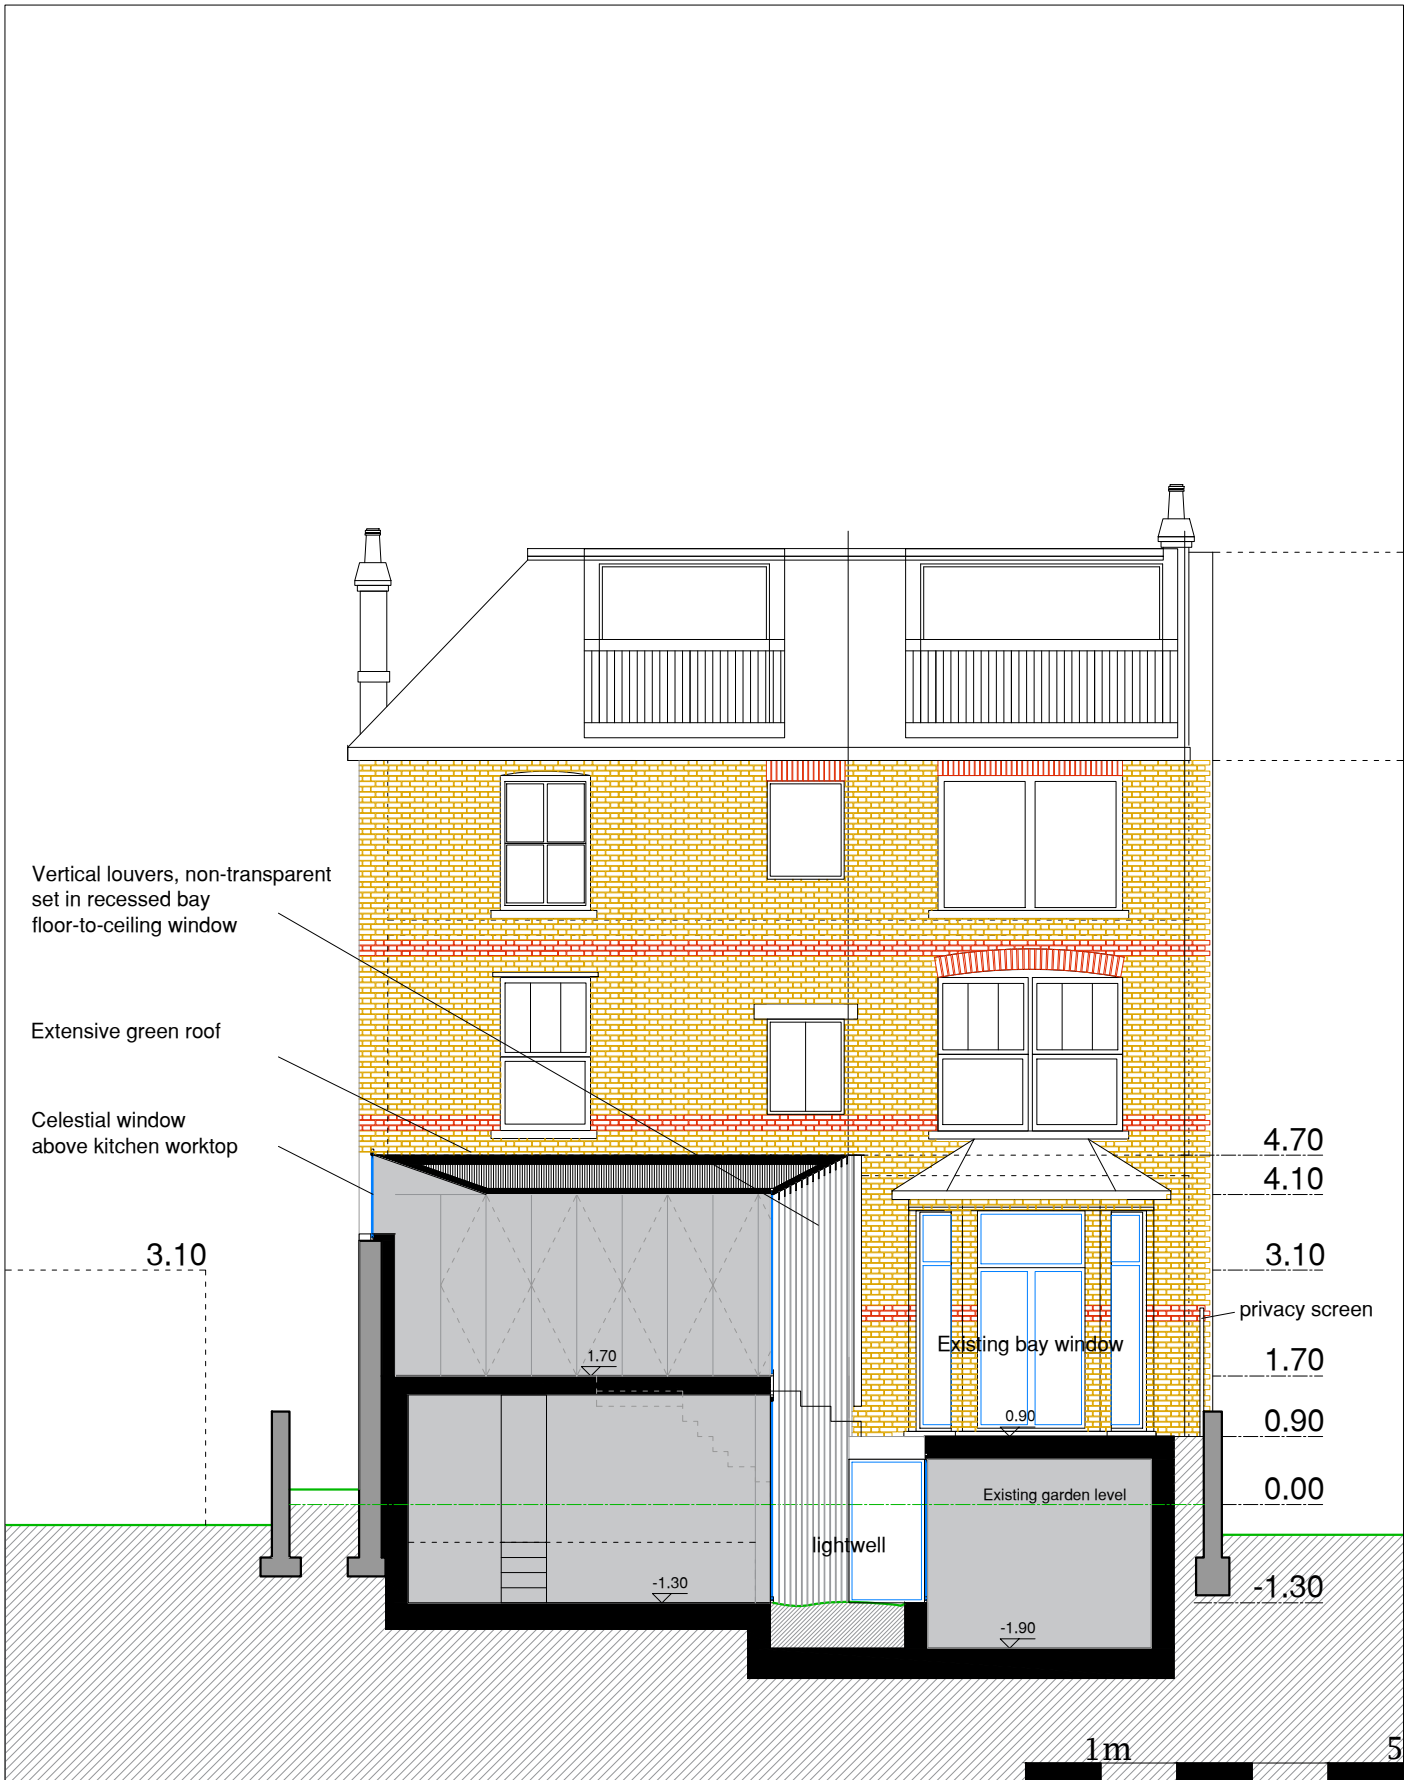 Vertical louvers, non-transparent
set in recessed bay
floor-to-ceiling window
Extensive green roof
Celestial window
above kitchen worktop
4.70
4.10
3.10
3.10
privacy screen
Existing bay window
1.70
1.70
0.90
0.90
Existing garden level
0.00
lightwell
-1.30
-1.30
-1.90
1m
5